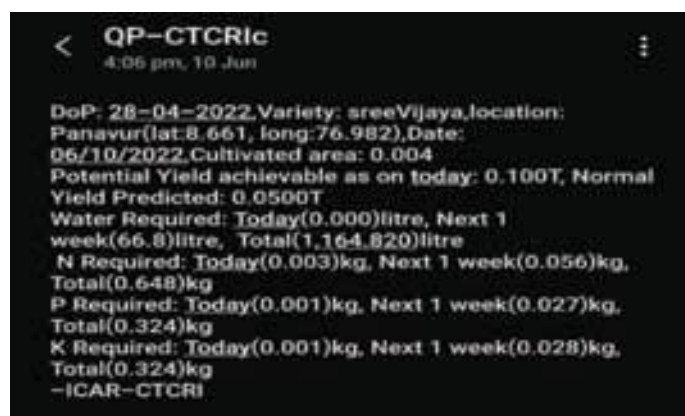 QP-CTCRIc
4:06 pm, 10 Jun
DoP: 28-04-2022,Variety: sreeVijaya,location:
Panavur(lat:8.661, long:76.982),Date:
06/10/2022,Cultivated area: 0.004
Potential Yield achievable as on today: 0.100T, Normal
Yield Predicted: 0.0500T
Water Required: Today(0.000)litre, Next 1
week(66.8)litre, Total(1,164.820)litre
N Required: Today(0.003)kg, Next 1 week(0.056)kg,
Total(0.648)kg
P Required: Today(0.001)kg, Next 1 week(0.027)kg,
Total(0.324)kg
K Required: Today(0.001)kg, Next 1 week(0.028)kg,
Total(0.324)kg
-ICAR-CTCRI